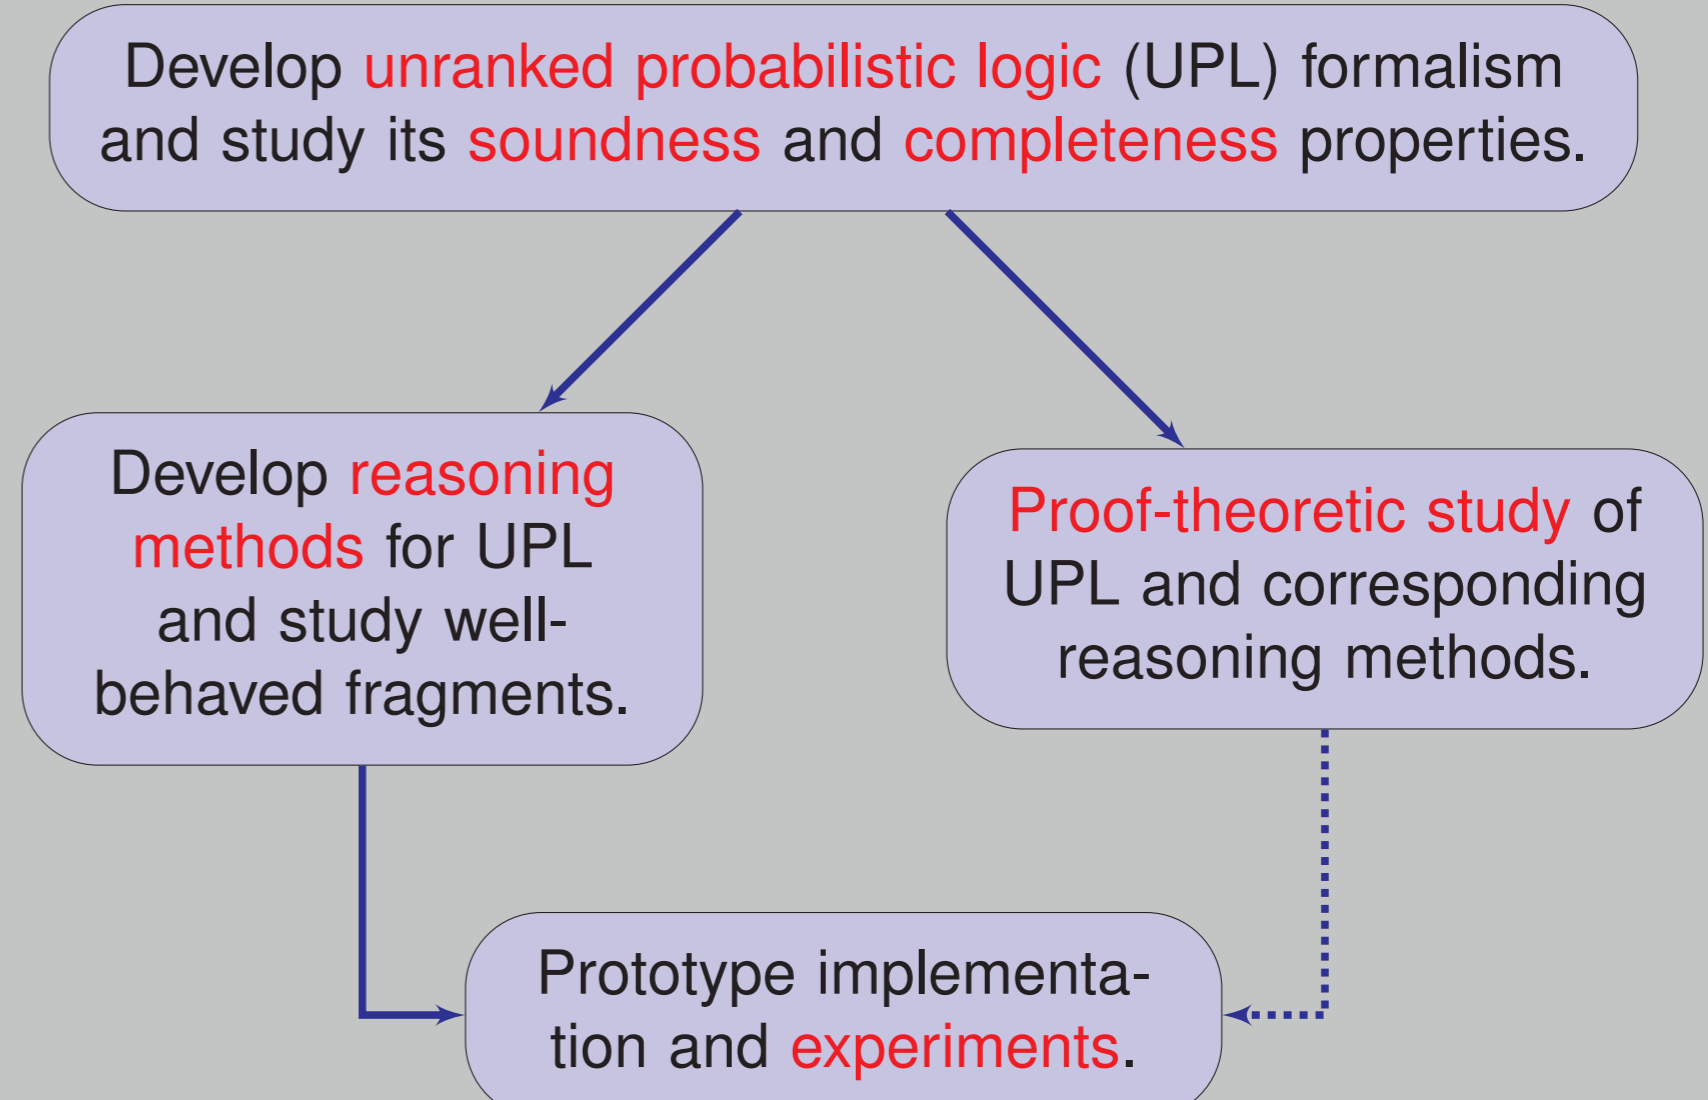 Develop unranked probabilistic logic (UPL) formalism
and study its soundness and completeness properties.
Develop reasoning
methods for UPL
and study well-
behaved fragments.
Proof-theoretic study of
UPL and corresponding
reasoning methods.
Prototype implementa-
tion and experiments.